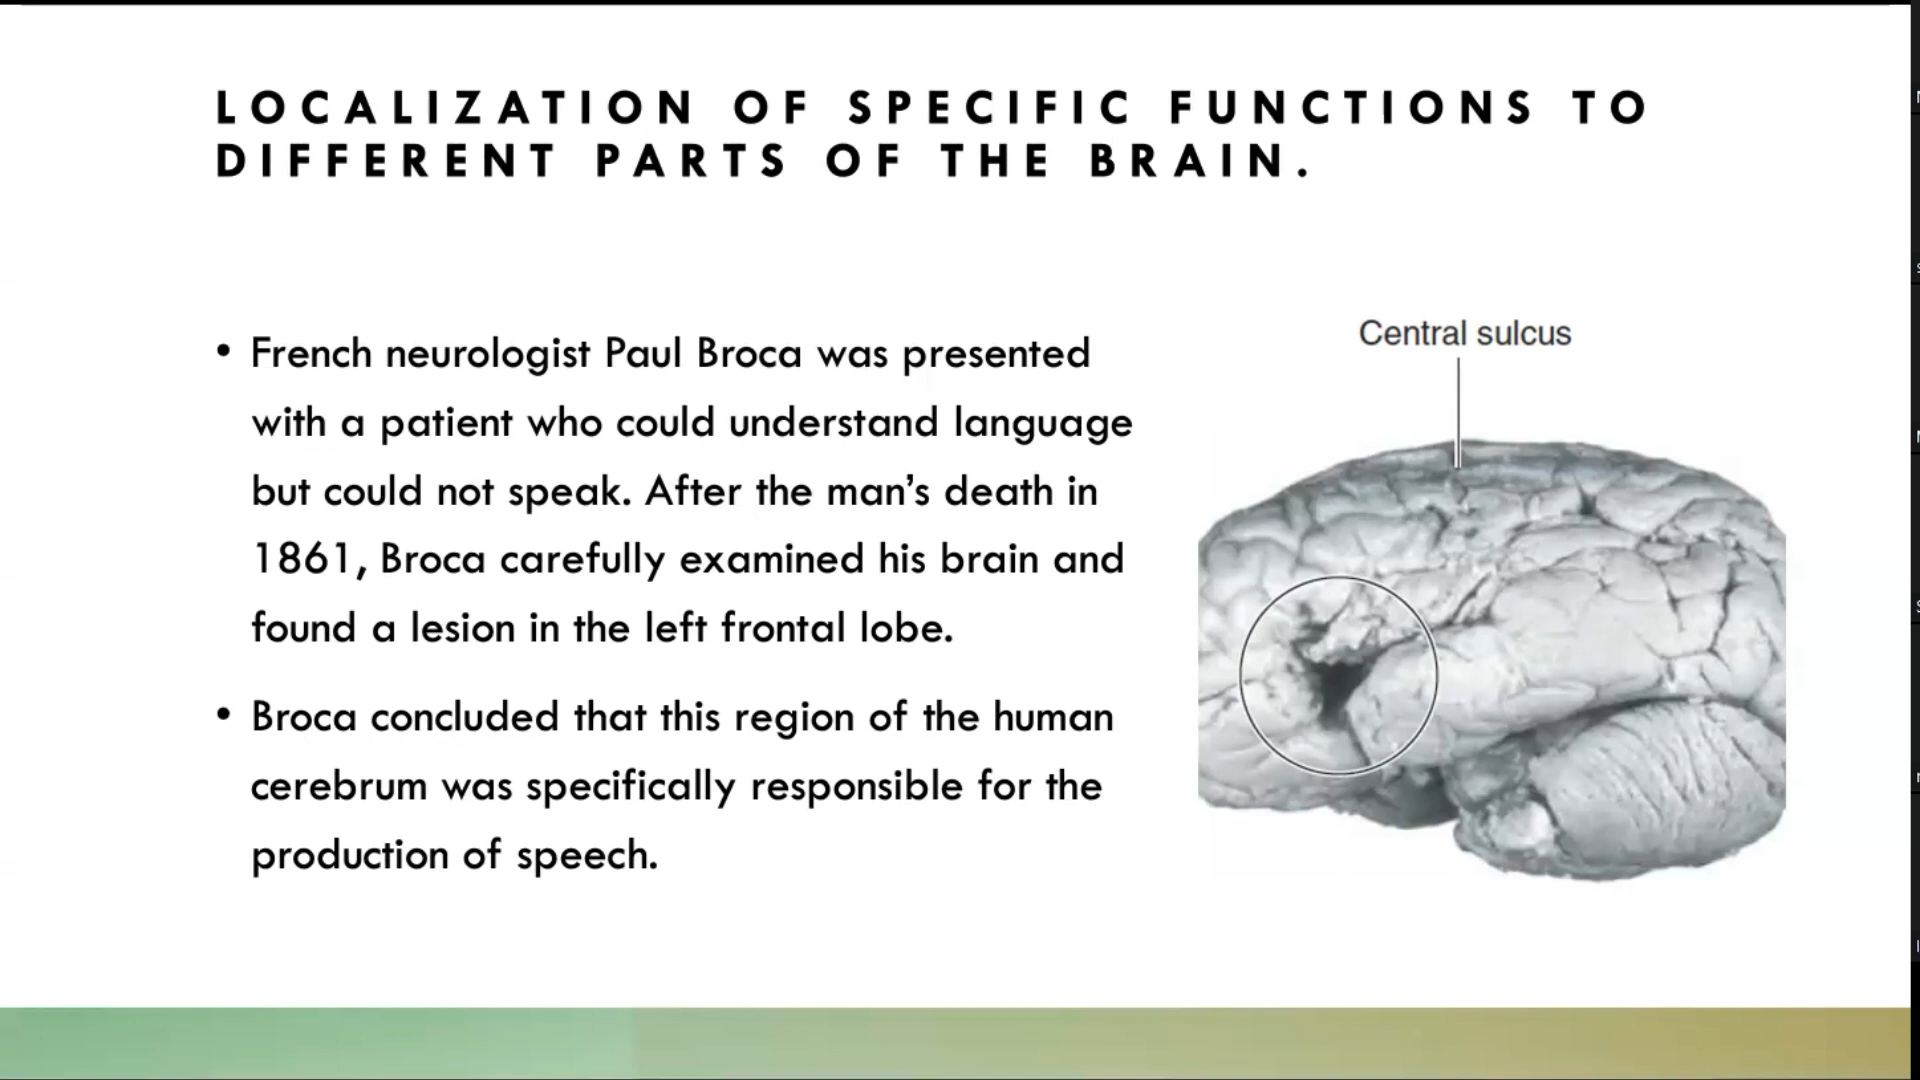 LOCALIZATION OF SPECIFIC FUNCTIONS TO
DIFFERENT PARTS OF THE BRAIN.
• French neurologist Paul Broca was presented
with a patient who could understand language
but could not speak. After the man’s death in
1861, Broca carefully examined his brain and
found a lesion in the left frontal lobe.
• Broca concluded that this region of the human
cerebrum was specifically responsible for the
production of speech.
Central sulcus